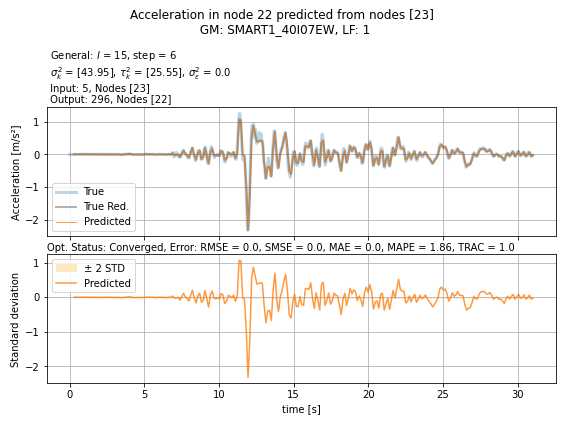 Acceleration in node 22 predicted from nodes [23]
GM: SMART1_40I07EW, LF: 1
General: l = 15, step = 6
σ²ₖ = [43.95], τ²ₖ = [25.55], σ²ε = 0.0
Input: 5, Nodes [23]
Output: 296, Nodes [22]
Acceleration [m/s²]
1
0
−1
−2
True
True Red.
Predicted
Opt. Status: Converged, Error: RMSE = 0.0, SMSE = 0.0, MAE = 0.0, MAPE = 1.86, TRAC = 1.0
Standard deviation
1
0
−1
−2
± 2 STD
Predicted
0 5 10 15 20 25 30
time [s]